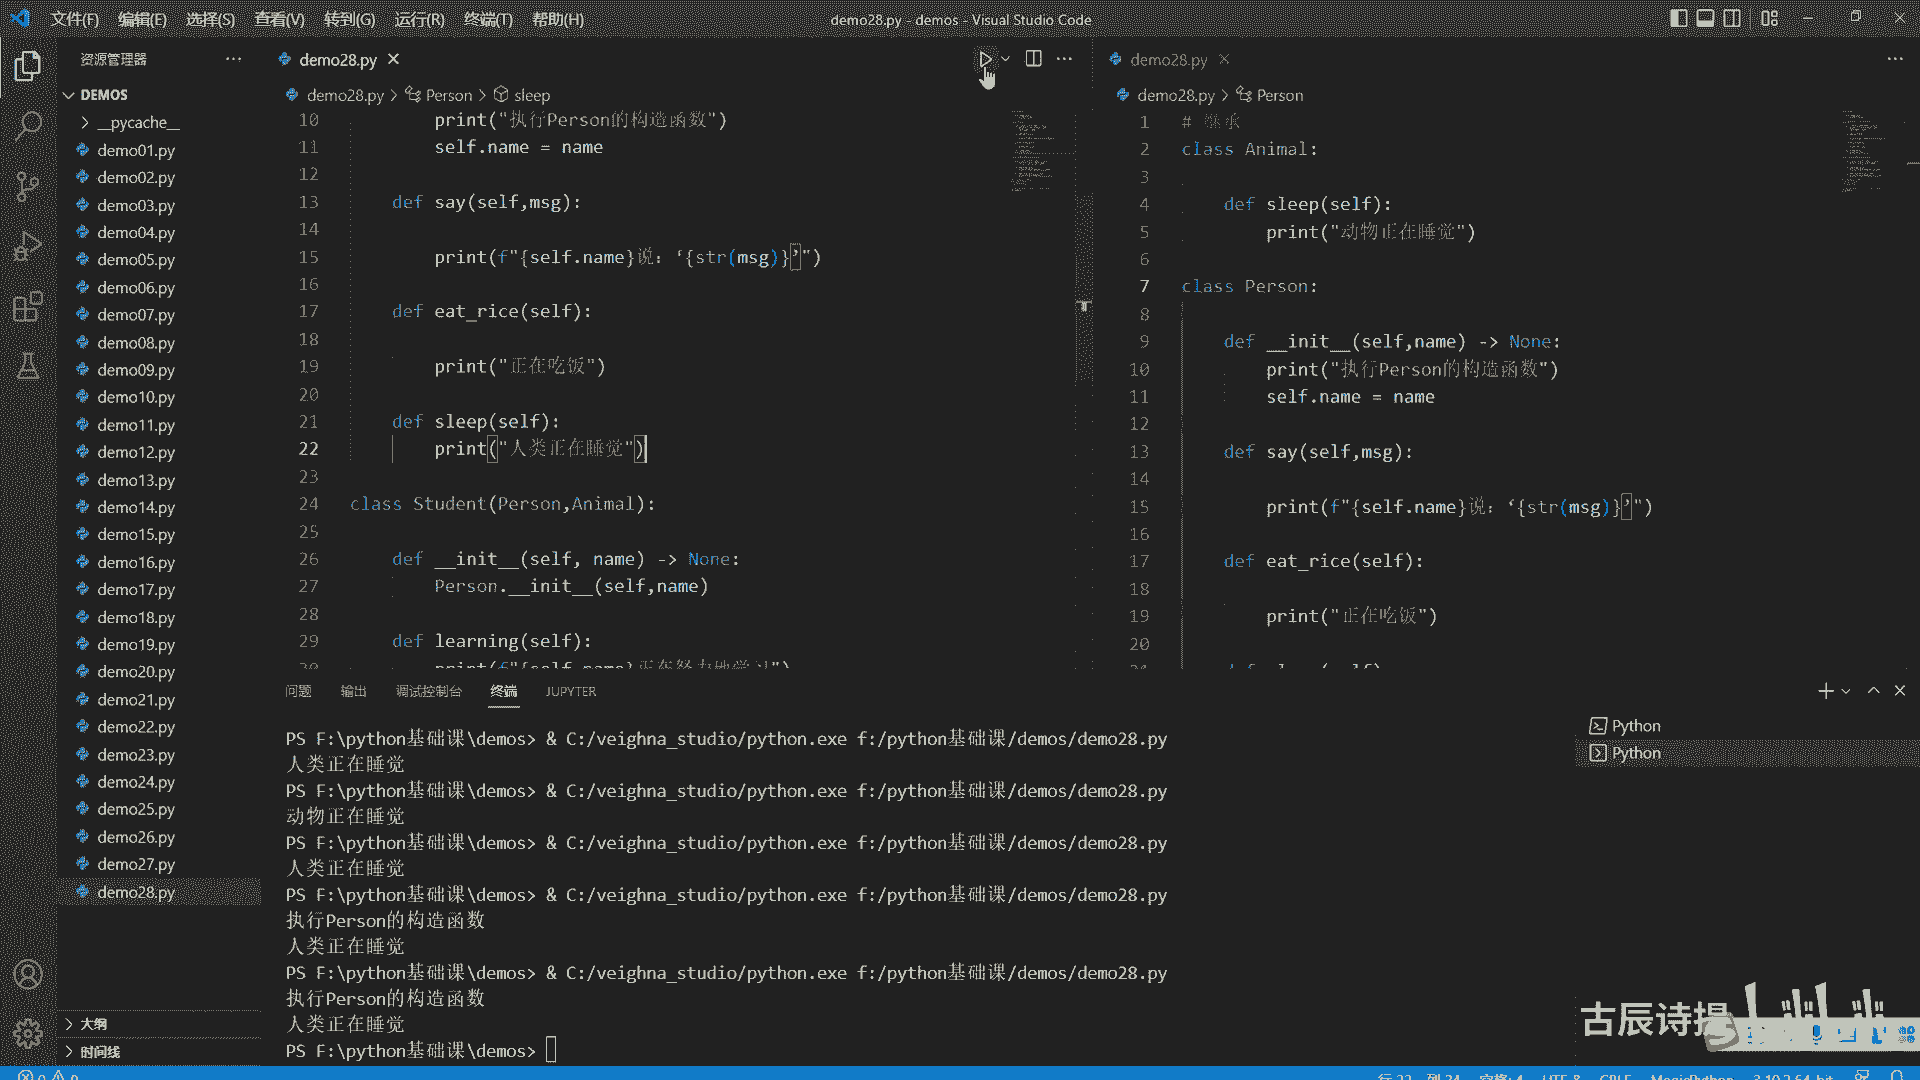 文件(F) 编辑(E) 选择(S) 查看(V) 转到(G) 运行(R) 终端(T) 帮助(H)
demo28.py - demos - Visual Studio Code
资源管理器
DEMOS
__pycache__
demo01.py
demo02.py
demo03.py
demo04.py
demo05.py
demo06.py
demo07.py
demo08.py
demo09.py
demo10.py
demo11.py
demo12.py
demo13.py
demo14.py
demo15.py
demo16.py
demo17.py
demo18.py
demo19.py
demo20.py
demo21.py
demo22.py
demo23.py
demo24.py
demo25.py
demo26.py
demo27.py
demo28.py
大纲
时间线
demo28.py
demo28.py > Person > sleep
10 print("执行Person的构造函数")
11 self.name = name
12
13 def say(self,msg):
14
15 print(f"{self.name}说：‘{str(msg)}’")
16
17 def eat_rice(self):
18
19 print("正在吃饭")
20
21 def sleep(self):
22 print("人类正在睡觉")
23
24 class Student(Person,Animal):
25
26 def __init__(self, name) -> None:
27 Person.__init__(self,name)
28
29 def learning(self):
30 print(f"{self.name}正在努力地学习")
demo28.py
demo28.py > Person
1 # 继承
2 class Animal:
3
4 def sleep(self):
5 print("动物正在睡觉")
6
7 class Person:
8
9 def __init__(self,name) -> None:
10 print("执行Person的构造函数")
11 self.name = name
12
13 def say(self,msg):
14
15 print(f"{self.name}说：‘{str(msg)}’")
16
17 def eat_rice(self):
18
19 print("正在吃饭")
20
问题 输出 调试控制台 终端 JUPYTER
PS F:\python基础课\demos> & C:/veighna_studio/python.exe f:/python基础课/demos/demo28.py
人类正在睡觉
PS F:\python基础课\demos> & C:/veighna_studio/python.exe f:/python基础课/demos/demo28.py
动物正在睡觉
PS F:\python基础课\demos> & C:/veighna_studio/python.exe f:/python基础课/demos/demo28.py
人类正在睡觉
PS F:\python基础课\demos> & C:/veighna_studio/python.exe f:/python基础课/demos/demo28.py
执行Person的构造函数
人类正在睡觉
PS F:\python基础课\demos> & C:/veighna_studio/python.exe f:/python基础课/demos/demo28.py
执行Person的构造函数
人类正在睡觉
PS F:\python基础课\demos>
Python
Python
古辰诗提